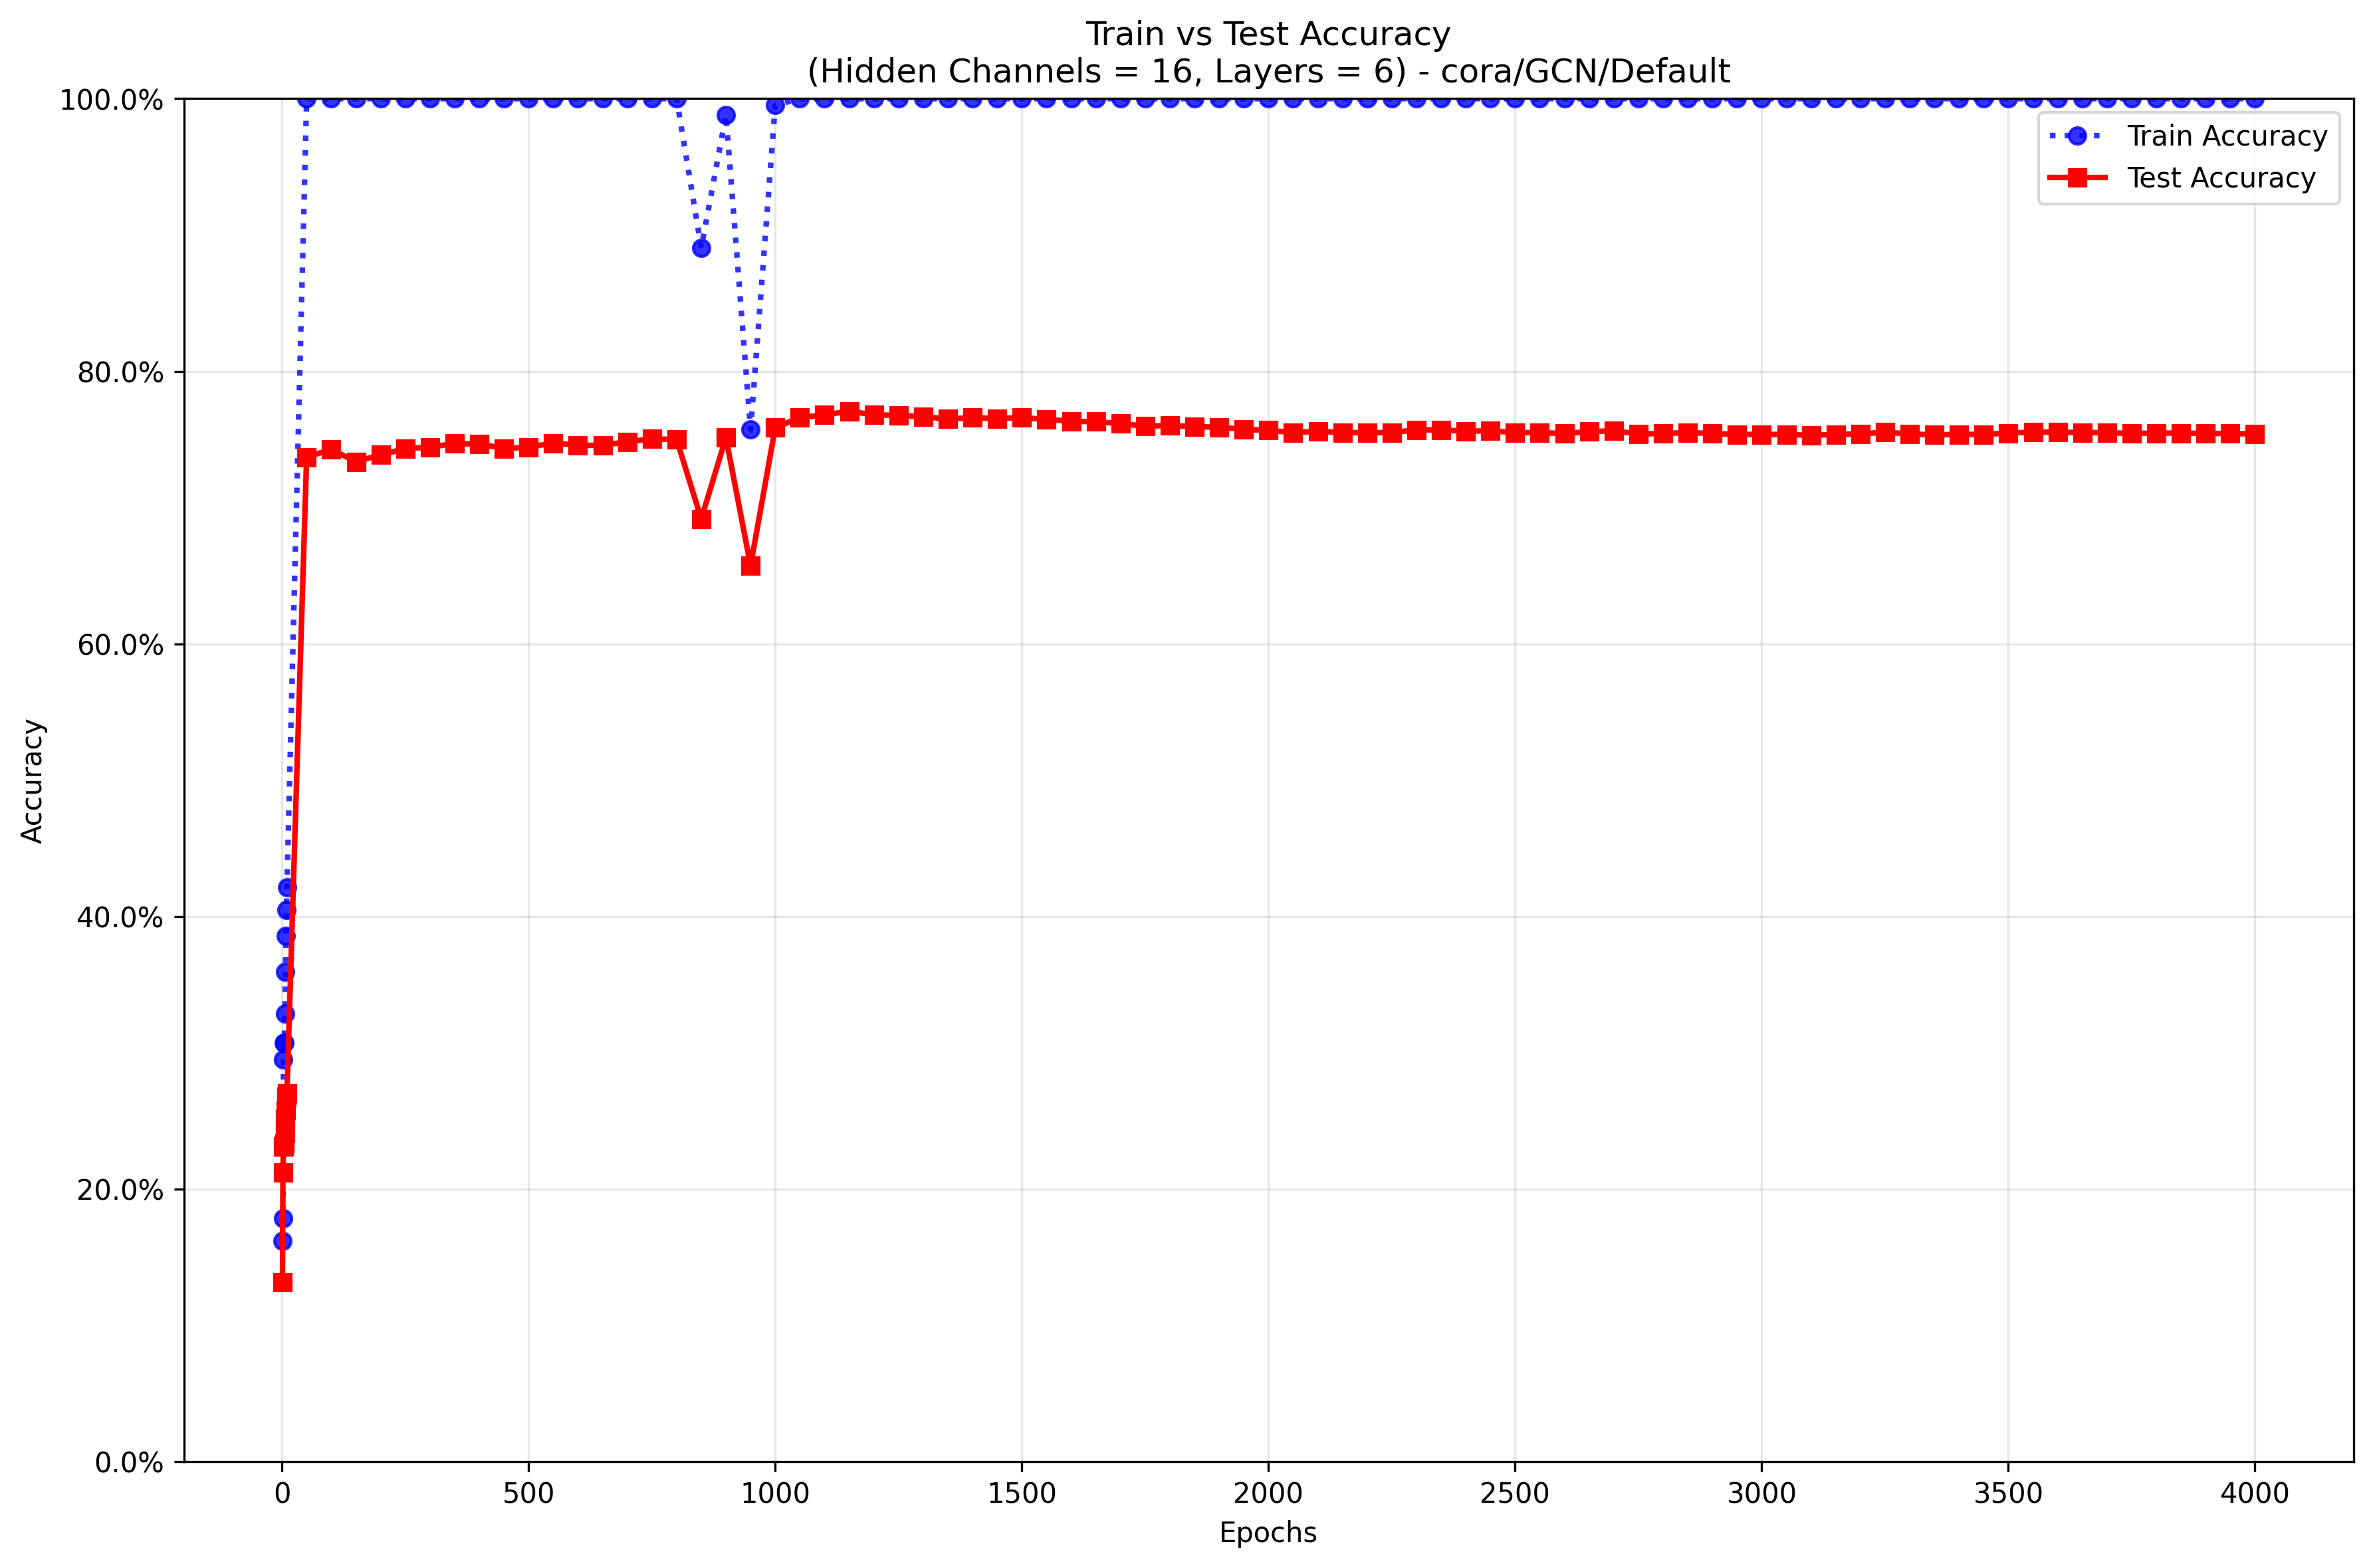 Train vs Test Accuracy
(Hidden Channels = 16, Layers = 6) - cora/GCN/Default
100.0%
80.0%
60.0%
40.0%
20.0%
0.0%
Accuracy
Train Accuracy
Test Accuracy
0 500 1000 1500 2000 2500 3000 3500 4000
Epochs